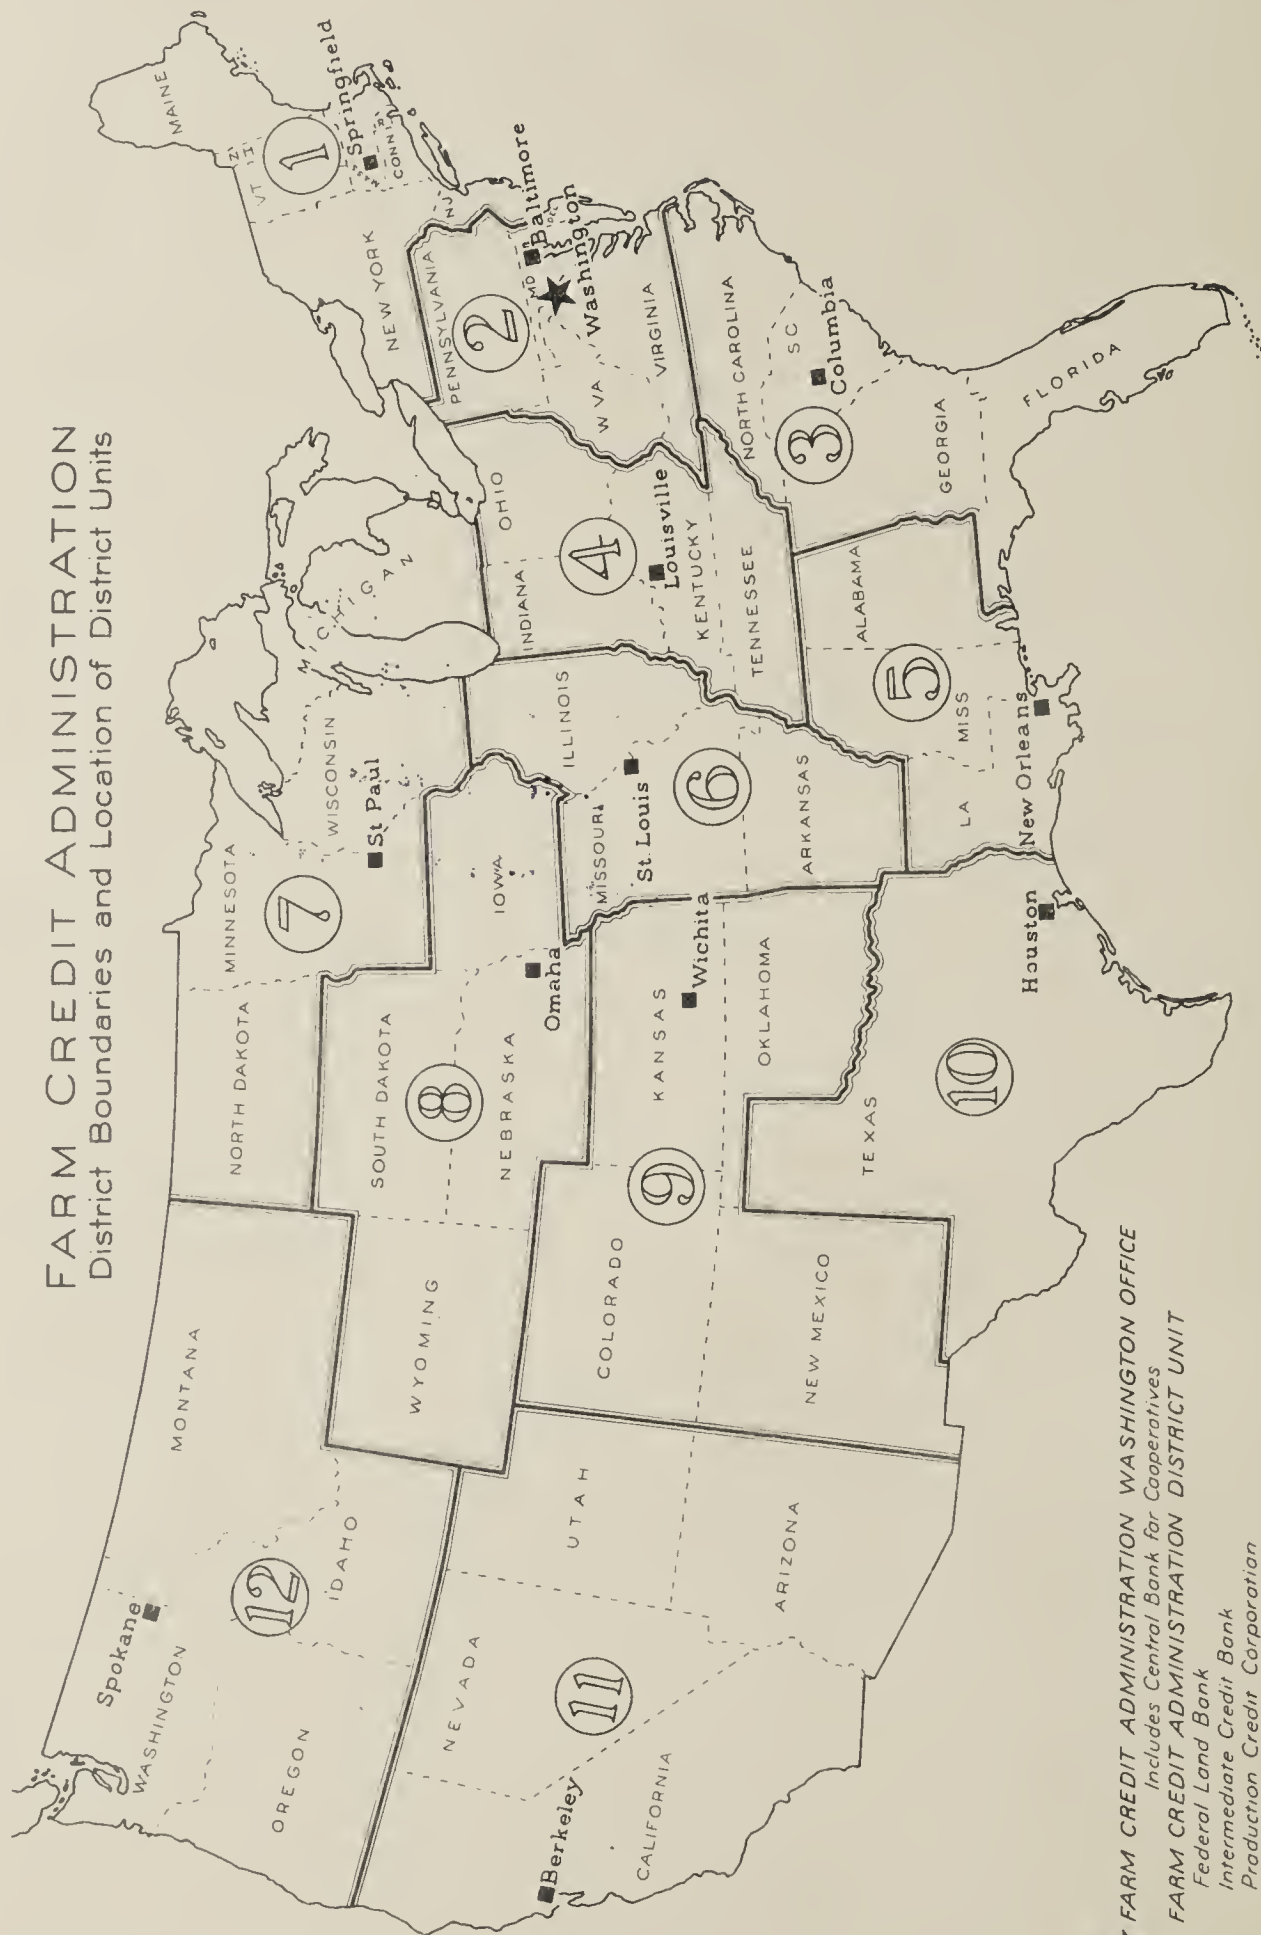 FARM CREDIT ADMINISTRATION
District Boundaries and Location of District Units
Spokane
WASHINGTON
12
MONTANA
IDAHO
OREGON
NORTH DAKOTA
MINNESOTA
7
WISCONSIN
St Paul
MICHIGAN
MAINE
VT
1
Springfield
CONN
NEW YORK
NJ
PENNSYLVANIA
2
MD
Baltimore
Washington
W VA
VIRGINIA
SOUTH DAKOTA
8
WYOMING
NEBRASKA
Omaha
IOWA
ILLINOIS
INDIANA
OHIO
4
Louisville
KENTUCKY
TENNESSEE
NORTH CAROLINA
SC
Columbia
3
GEORGIA
FLORIDA
NEVADA
UTAH
11
Berkeley
CALIFORNIA
ARIZONA
COLORADO
9
KANSAS
Wichita
MISSOURI
St. Louis
6
ARKANSAS
OKLAHOMA
NEW MEXICO
TEXAS
10
Houston
ALABAMA
5
MISS
LA
New Orleans
FARM CREDIT ADMINISTRATION WASHINGTON OFFICE
Includes Central Bank for Cooperatives
FARM CREDIT ADMINISTRATION DISTRICT UNIT
Federal Land Bank
Intermediate Credit Bank
Production Credit Corporation